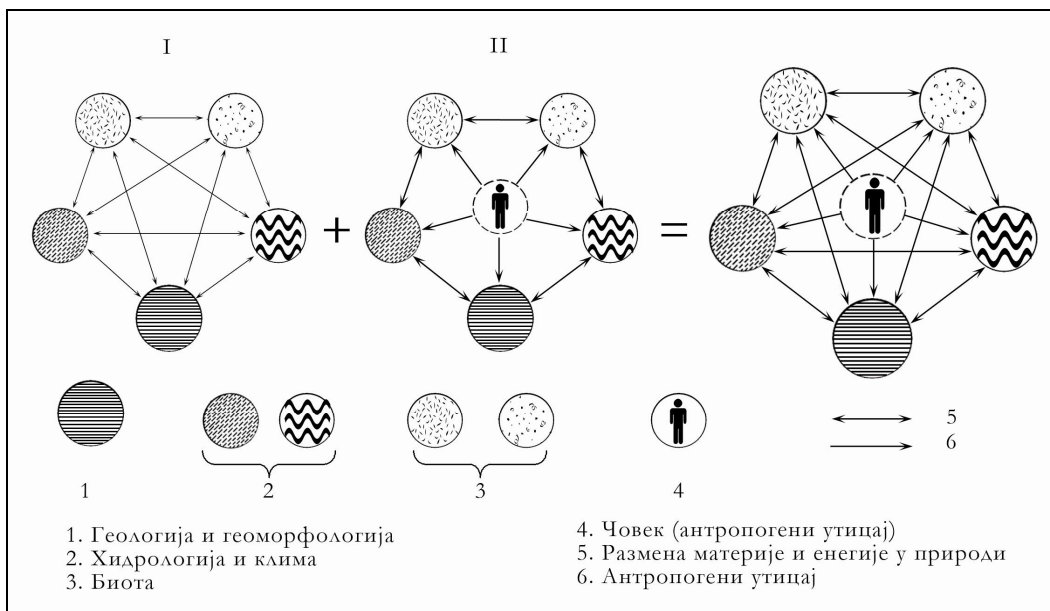 I
II
+
=
5
6
1
2
3
4
1. Геологија и геоморфологија
2. Хидрологија и клима
3. Биота
4. Човек (антропогени утицај)
5. Размена материје и енегије у природи
6. Антропогени утицај